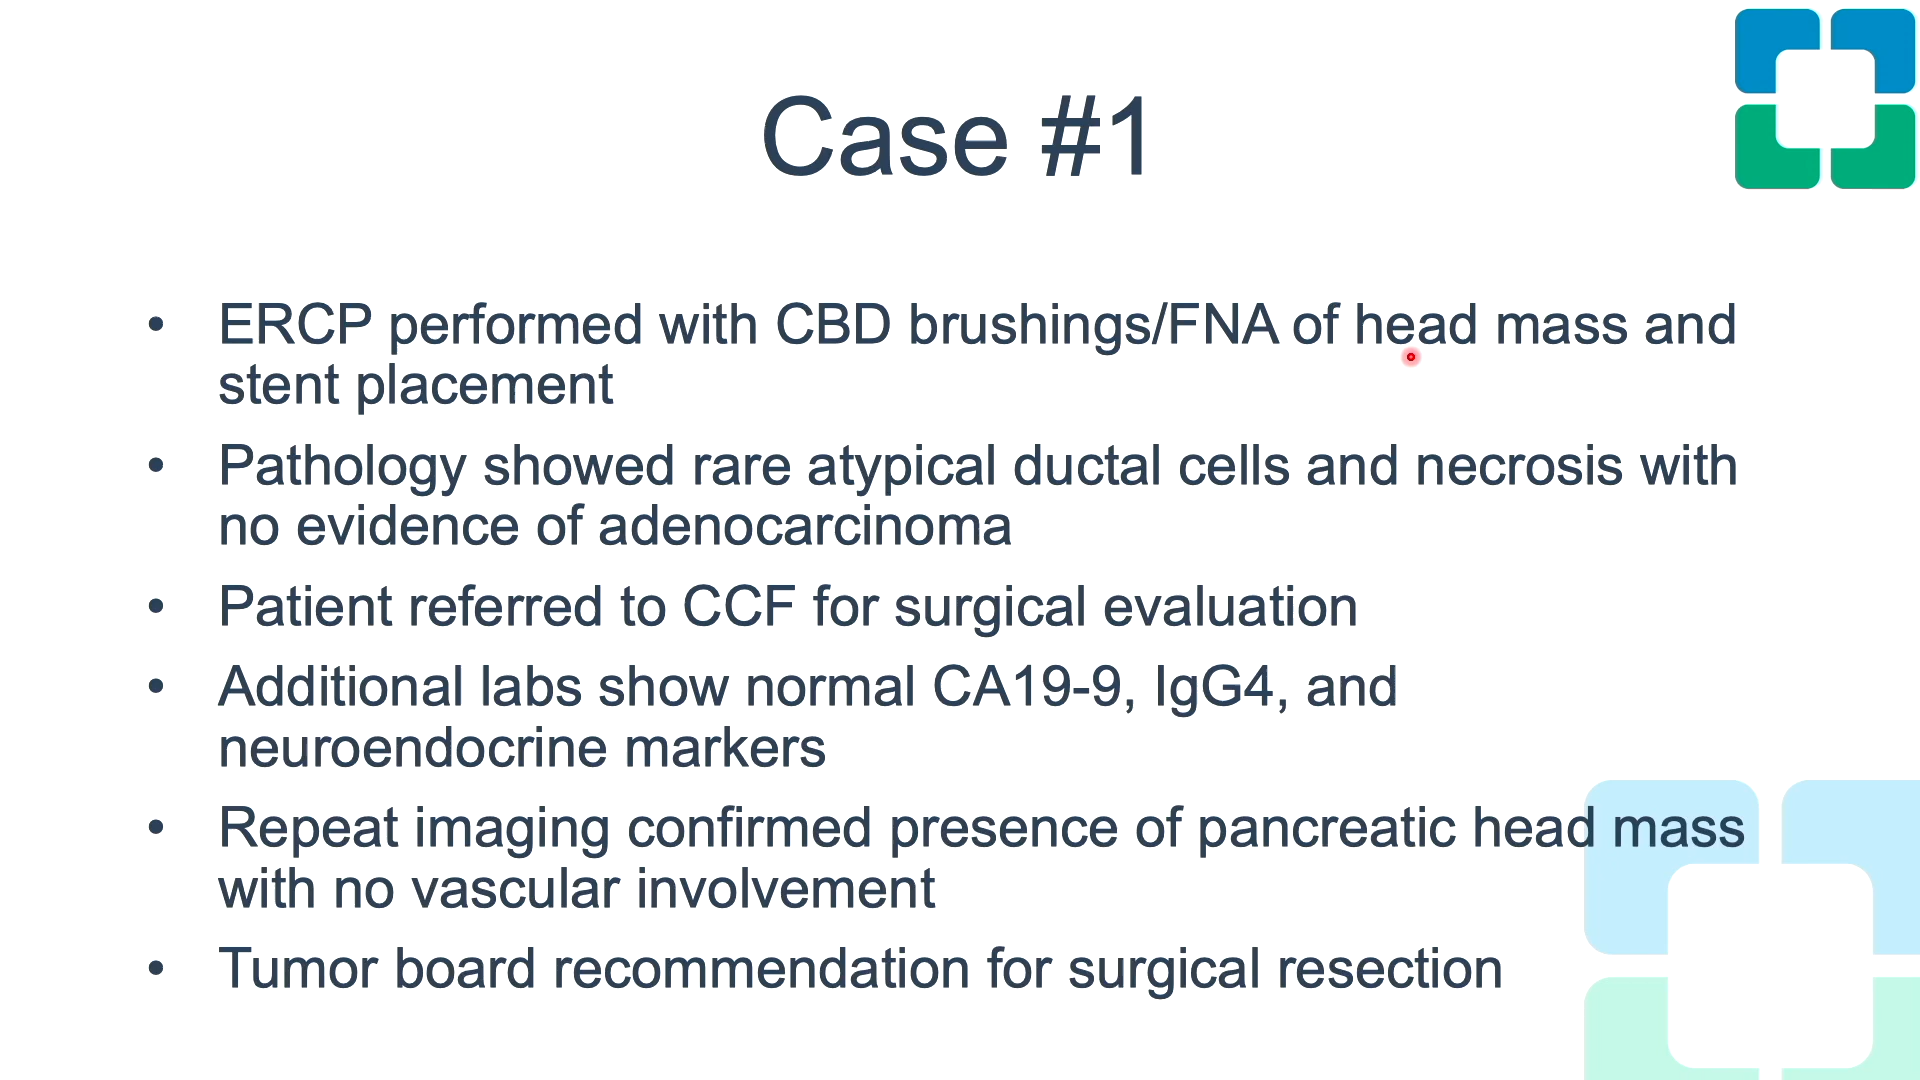 Case #1
• ERCP performed with CBD brushings/FNA of head mass and
stent placement
• Pathology showed rare atypical ductal cells and necrosis with
no evidence of adenocarcinoma
• Patient referred to CCF for surgical evaluation
• Additional labs show normal CA19-9, IgG4, and
neuroendocrine markers
• Repeat imaging confirmed presence of pancreatic head mass
with no vascular involvement
• Tumor board recommendation for surgical resection